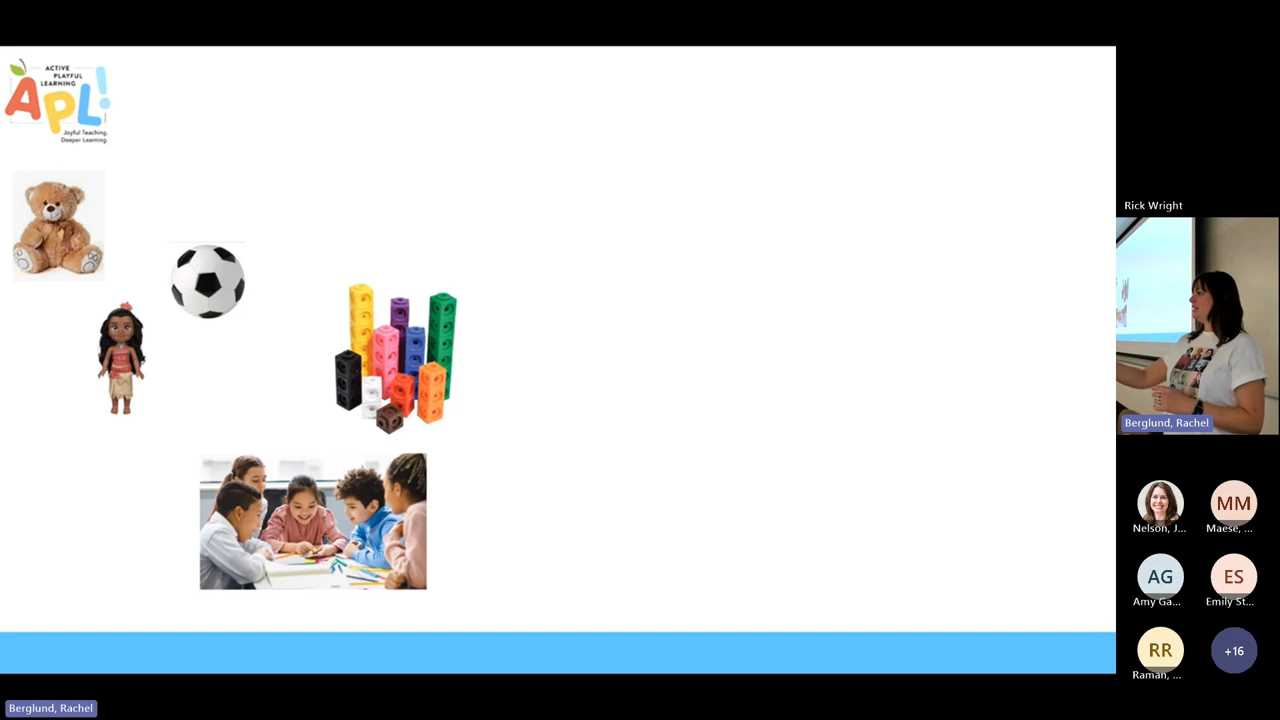 ACTIVE
PLAYFUL
LEARNING
APL!
Joyful Teaching.
Deeper Learning.
Rick Wright
Berglund, Rachel
Nelson, J...
MM
Maese, ...
AG
Amy Ga...
ES
Emily St...
RR
Raman, ...
+16
Berglund, Rachel